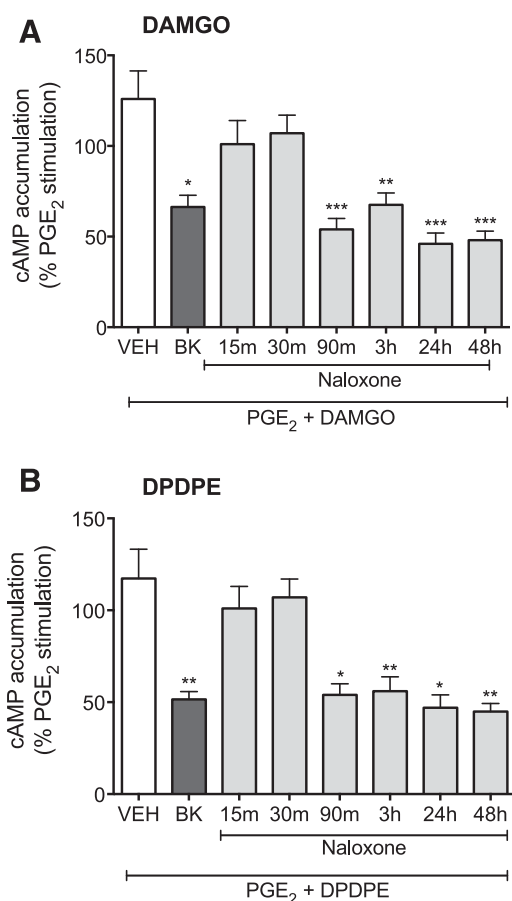 A
DAMGO
cAMP accumulation
(% PGE2 stimulation)
150
100
50
0
*
***
**
***
***
VEH BK 15m 30m 90m 3h 24h 48h
Naloxone
PGE2 + DAMGO
B
DPDPE
cAMP accumulation
(% PGE2 stimulation)
150
100
50
0
**
*
**
*
**
VEH BK 15m 30m 90m 3h 24h 48h
Naloxone
PGE2 + DPDPE